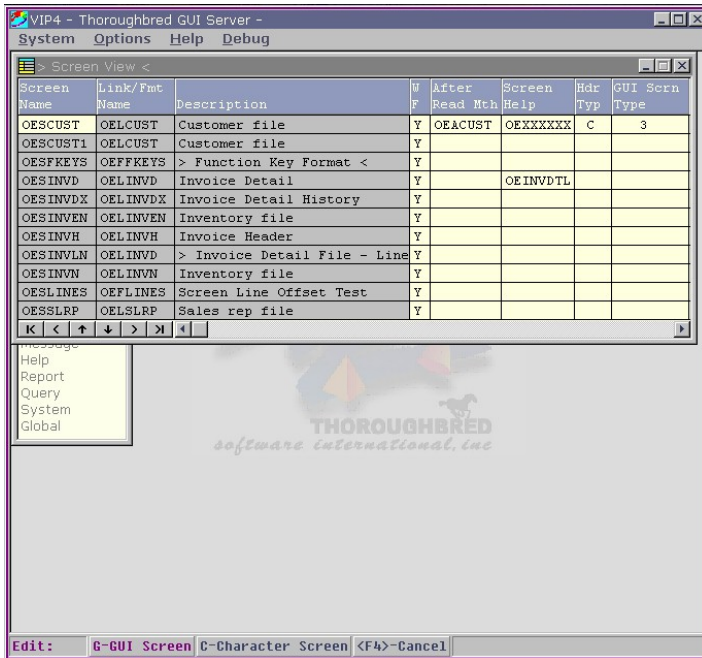 VIP4 - Thoroughbred GUI Server -
System Options Help Debug
> Screen View <
Screen Link/Fmt W After Screen Hdr GUI Scrn
Name Name Description F Read Mth Help Typ Type
OESCUST OELCUST Customer file Y OEACUST OEXXXXXX C 3
OESCUST1 OELCUST Customer file Y
OESFKEYS OEFFKEYS > Function Key Format < Y
OESINVD OELINVD Invoice Detail Y OEINVDTL
OESINVDX OELINVDX Invoice Detail History Y
OESINVEN OELINVEN Inventory file Y
OESINVH OELINVH Invoice Header Y
OESINVLN OELINVD > Invoice Detail File - Line Y
OESINVN OELINVN Inventory file Y
OESLINES OEFLINES Screen Line Offset Test Y
OESSLRP OELSLRP Sales rep file Y
Message
Help
Report
Query
System
Global
THOROUGHBRED
software international, inc
Edit: G-GUI Screen C-Character Screen <F4>-Cancel